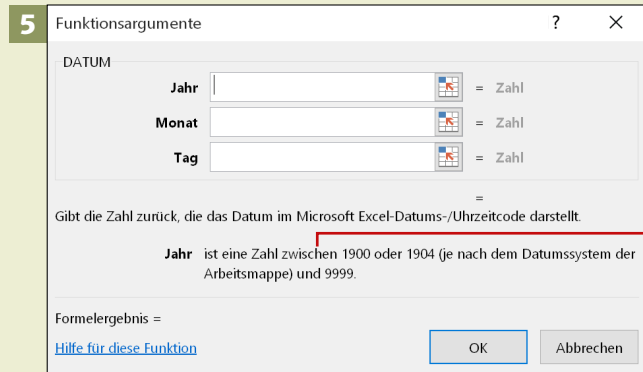 5
Funktionsargumente ? ×
DATUM
Jahr = Zahl
Monat = Zahl
Tag = Zahl
=
Gibt die Zahl zurück, die das Datum im Microsoft Excel-Datums-/Uhrzeitcode darstellt.
Jahr ist eine Zahl zwischen 1900 oder 1904 (je nach dem Datumssystem der
Arbeitsmappe) und 9999.
Formelergebnis =
Hilfe für diese Funktion OK Abbrechen